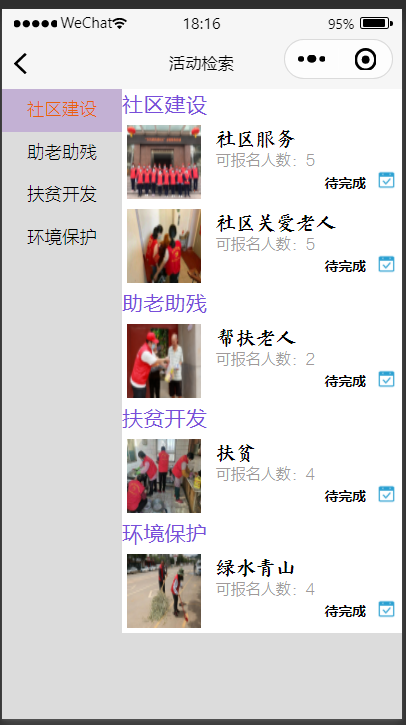 WeChat 18:16 95%
活动检索
社区建设
助老助残
扶贫开发
环境保护
社区建设
社区服务
可报名人数：5
待完成
社区关爱老人
可报名人数：5
待完成
助老助残
帮扶老人
可报名人数：2
待完成
扶贫开发
扶贫
可报名人数：4
待完成
环境保护
绿水青山
可报名人数：4
待完成